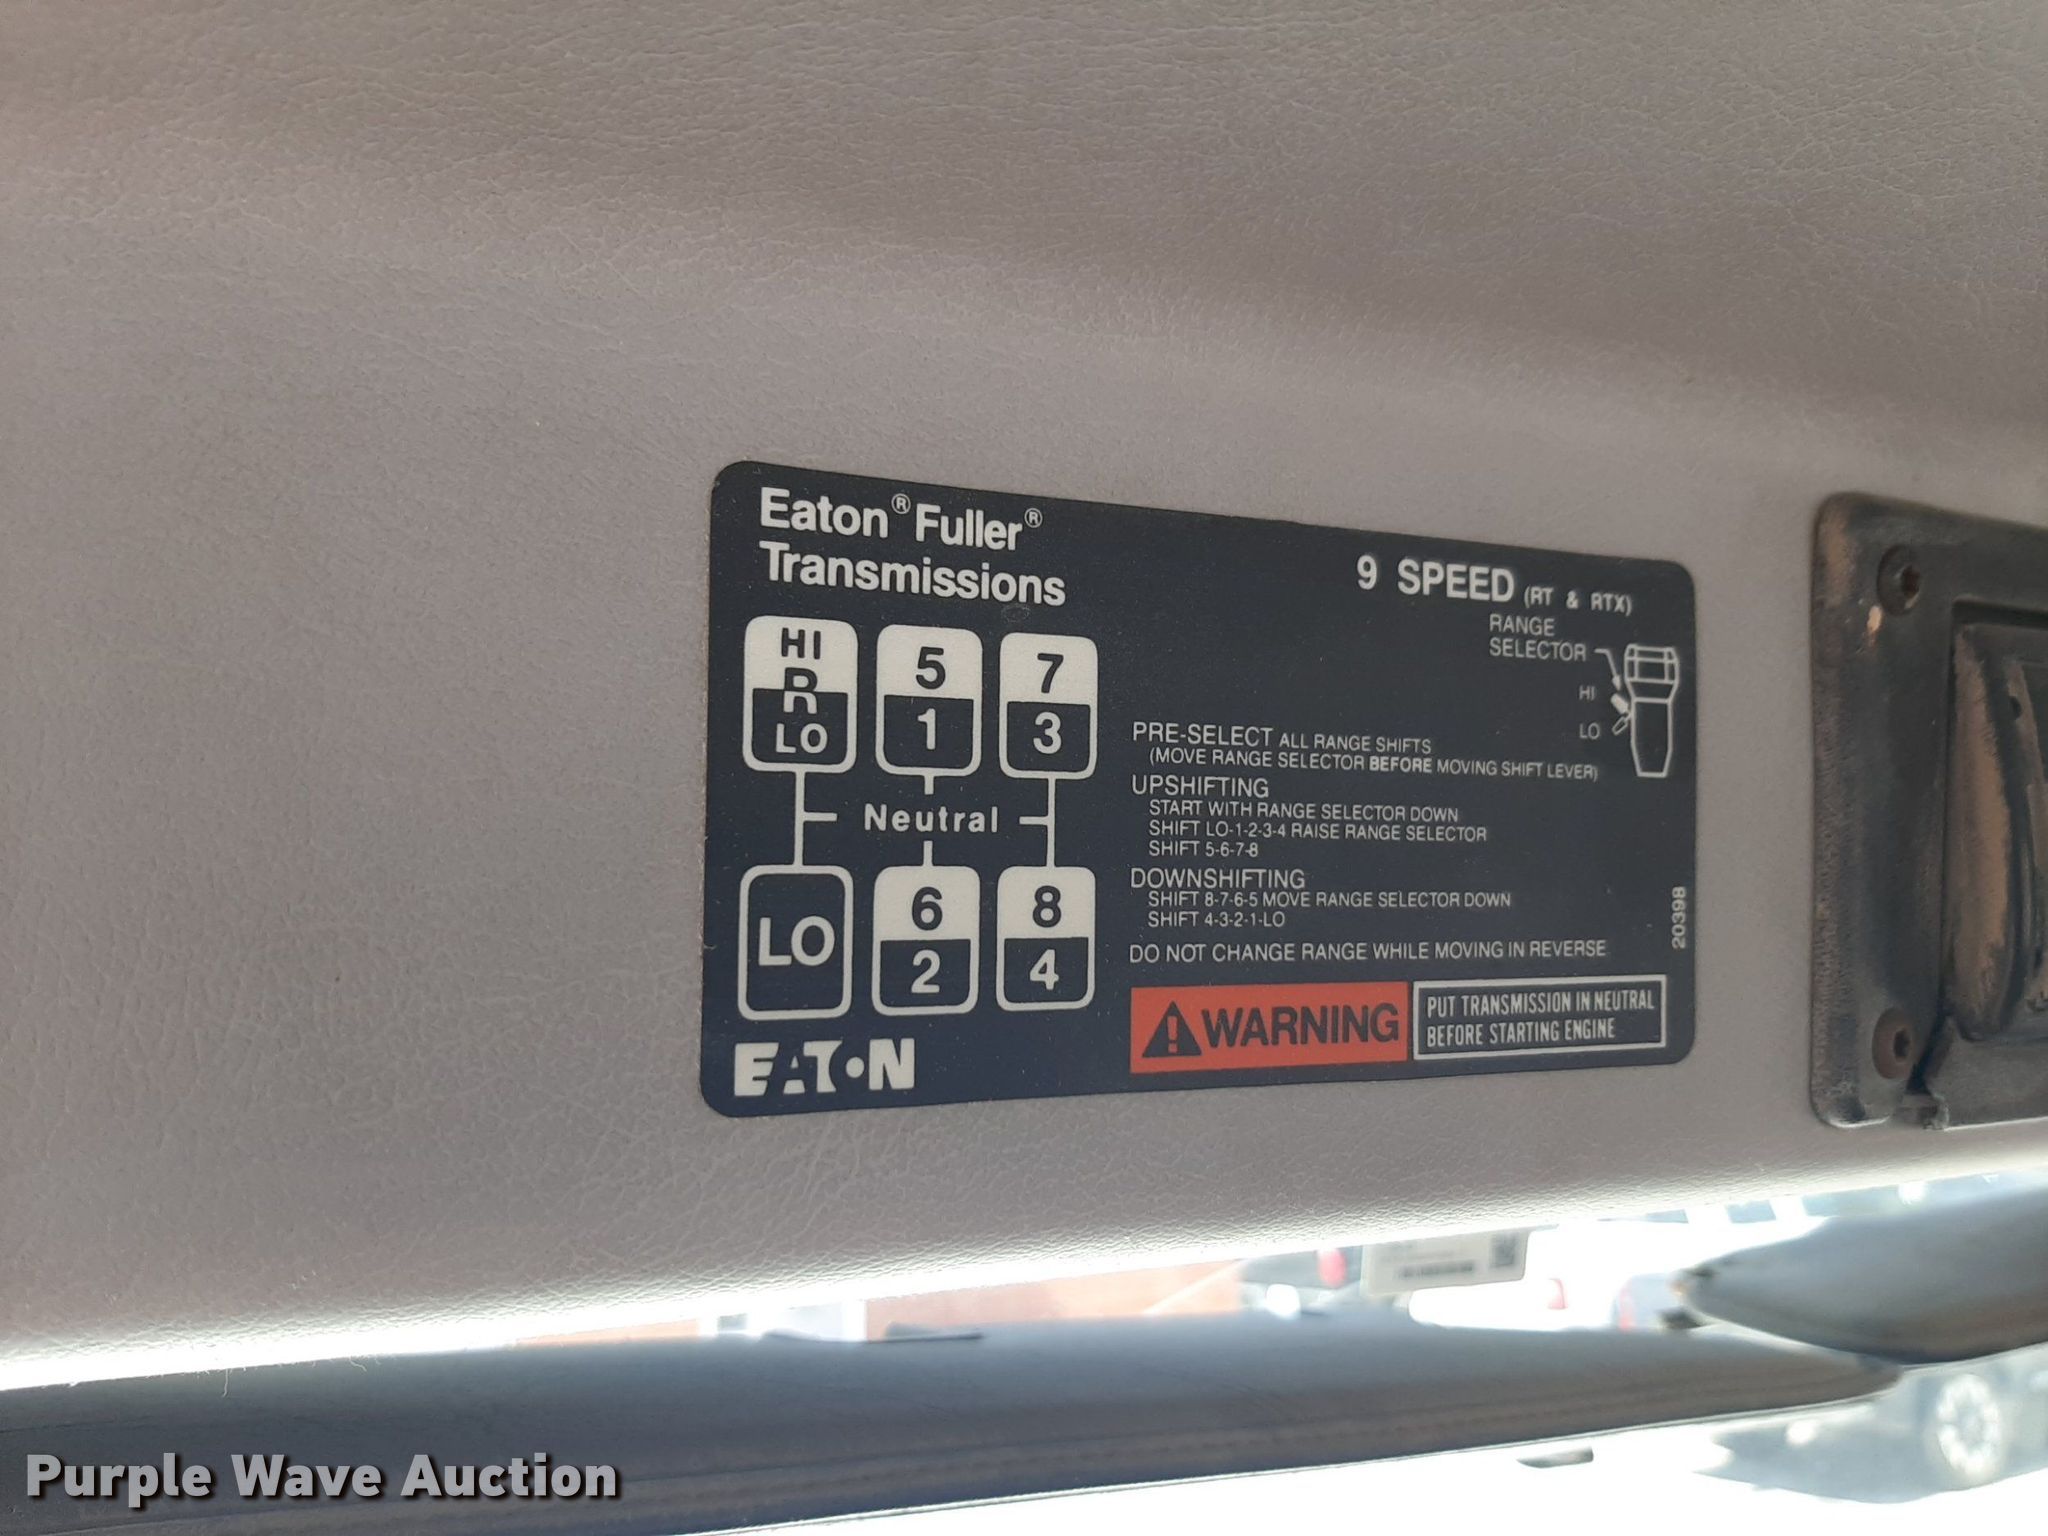 Eaton® Fuller®
Transmissions
9 SPEED (RT & RTX)
RANGE
SELECTOR
HI
LO
HI
R
LO
5
1
7
3
Neutral
LO
6
2
8
4
PRE-SELECT ALL RANGE SHIFTS
(MOVE RANGE SELECTOR BEFORE MOVING SHIFT LEVER)
UPSHIFTING
START WITH RANGE SELECTOR DOWN
SHIFT LO-1-2-3-4 RAISE RANGE SELECTOR
SHIFT 5-6-7-8
DOWNSHIFTING
SHIFT 8-7-6-5 MOVE RANGE SELECTOR DOWN
SHIFT 4-3-2-1-LO
DO NOT CHANGE RANGE WHILE MOVING IN REVERSE
20398
WARNING
PUT TRANSMISSION IN NEUTRAL
BEFORE STARTING ENGINE
EATON
Purple Wave Auction